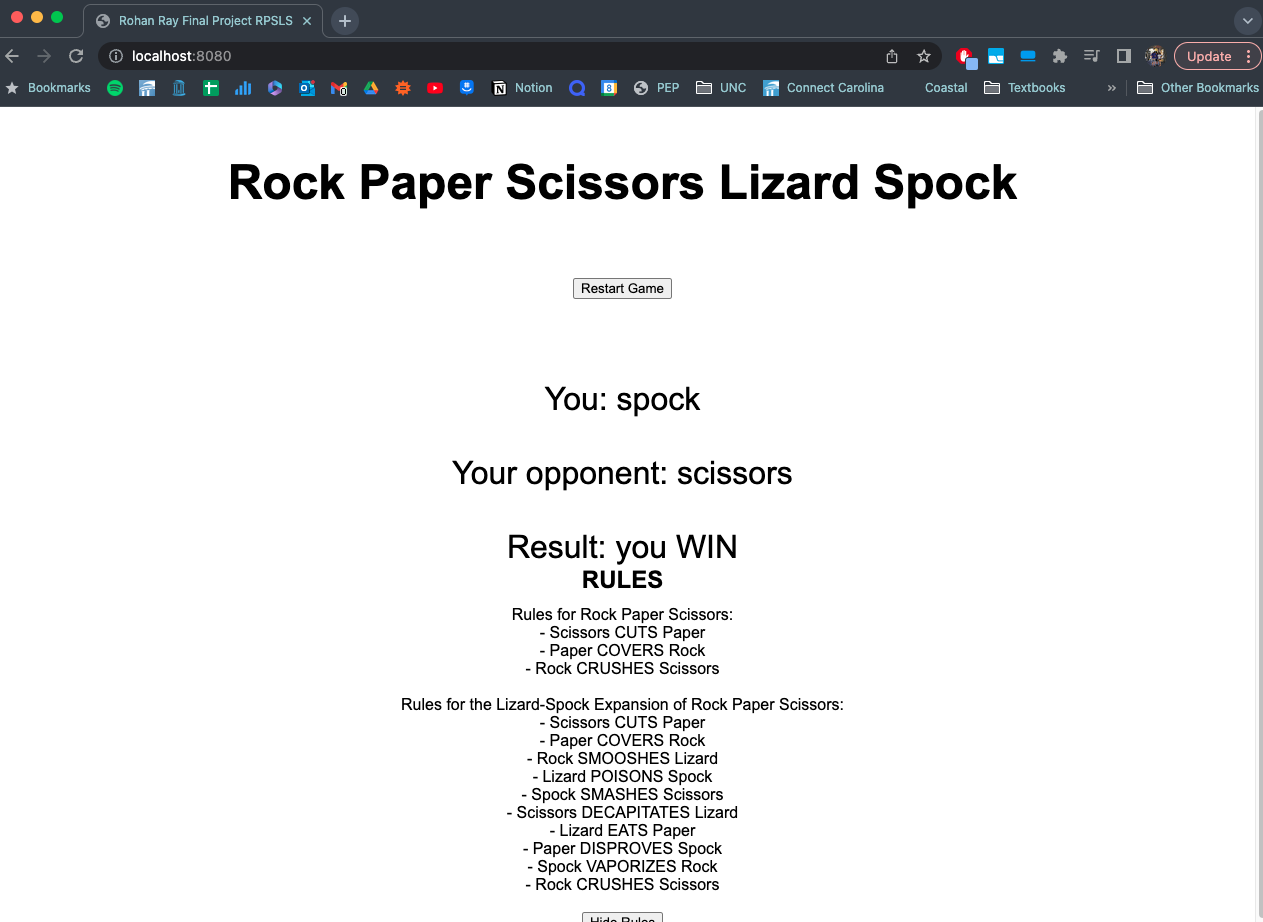 Rohan Ray Final Project RPSLS
localhost:8080
Update
Bookmarks
Notion
8
PEP
UNC
Connect Carolina
Coastal
Textbooks
»
Other Bookmarks
Rock Paper Scissors Lizard Spock
Restart Game
You: spock
Your opponent: scissors
Result: you WIN
RULES
Rules for Rock Paper Scissors:
- Scissors CUTS Paper
- Paper COVERS Rock
- Rock CRUSHES Scissors
Rules for the Lizard-Spock Expansion of Rock Paper Scissors:
- Scissors CUTS Paper
- Paper COVERS Rock
- Rock SMOOSHES Lizard
- Lizard POISONS Spock
- Spock SMASHES Scissors
- Scissors DECAPITATES Lizard
- Lizard EATS Paper
- Paper DISPROVES Spock
- Spock VAPORIZES Rock
- Rock CRUSHES Scissors
Hide Rules